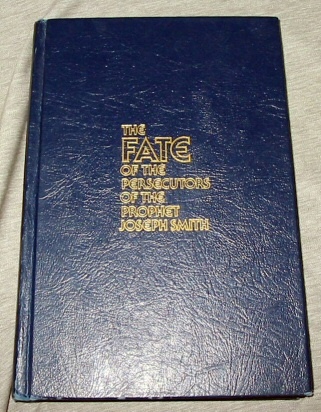 THE
FATE
OF THE
PERSECUTORS
OF THE
PROPHET
JOSEPH SMITH